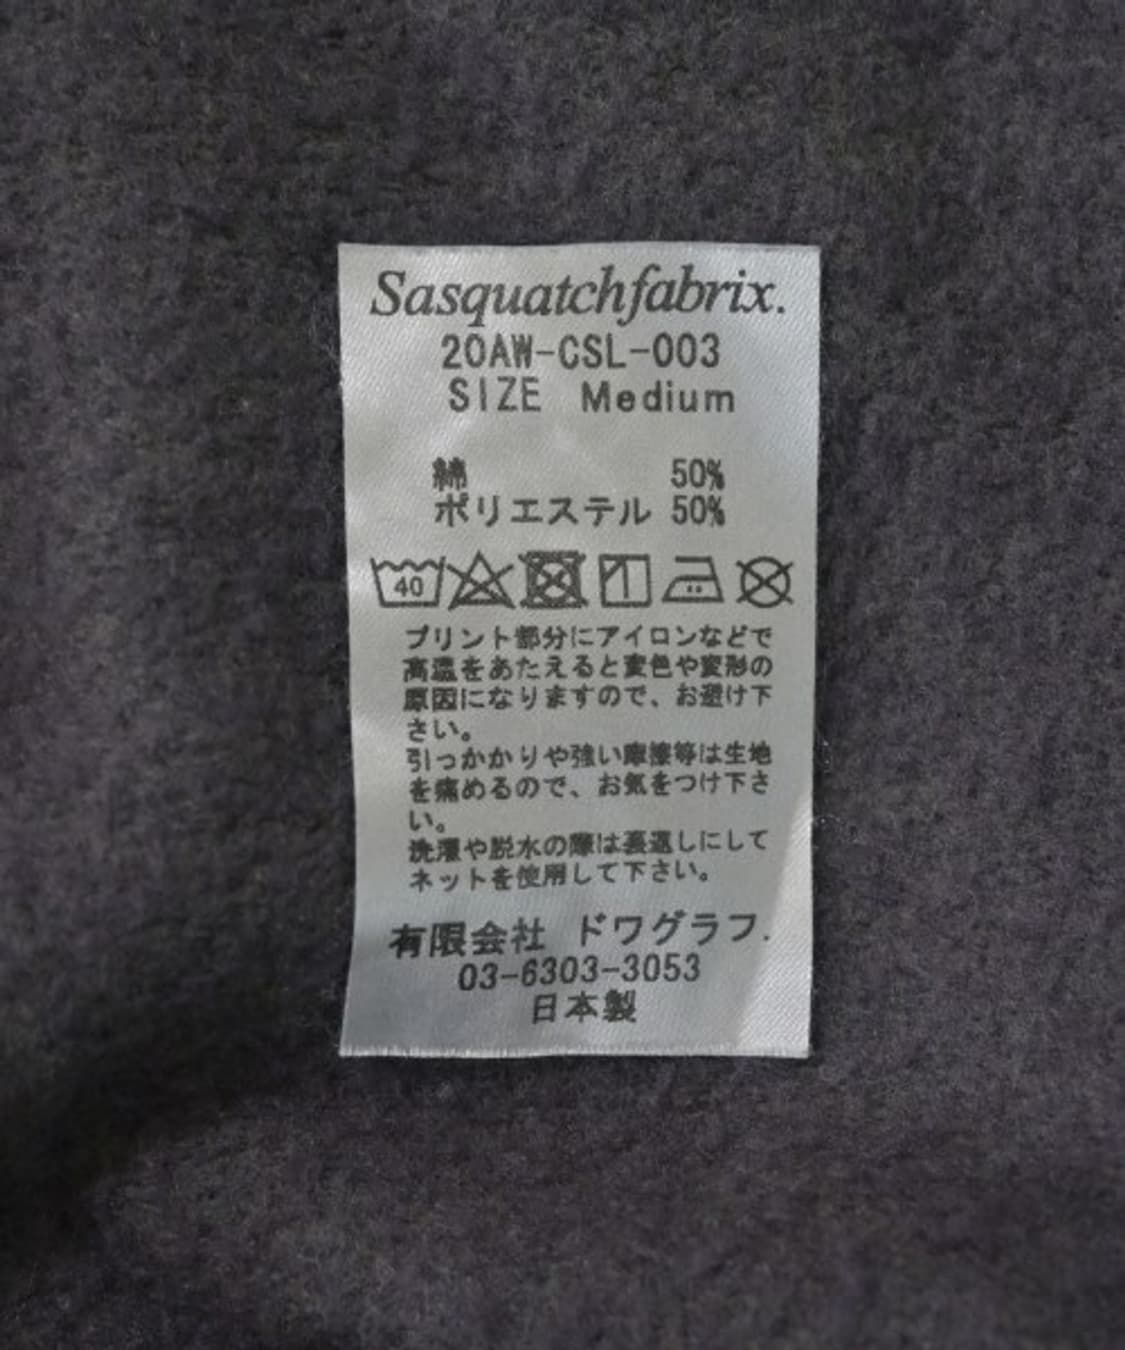 Sasquatchfabrix.
20AW-CSL-003
SIZE Medium
綿 50%
ポリエステル 50%
40
プリント部分にアイロンなどで
高温をあたえると変色や変形の
原因になりますので、お避け下
さい。
引っかかりや強い摩擦等は生地
を痛めるので、お気をつけ下さ
い。
洗濯や脱水の際は裏返しにして
ネットを使用して下さい。
有限会社 ドワグラフ.
03-6303-3053
日本製